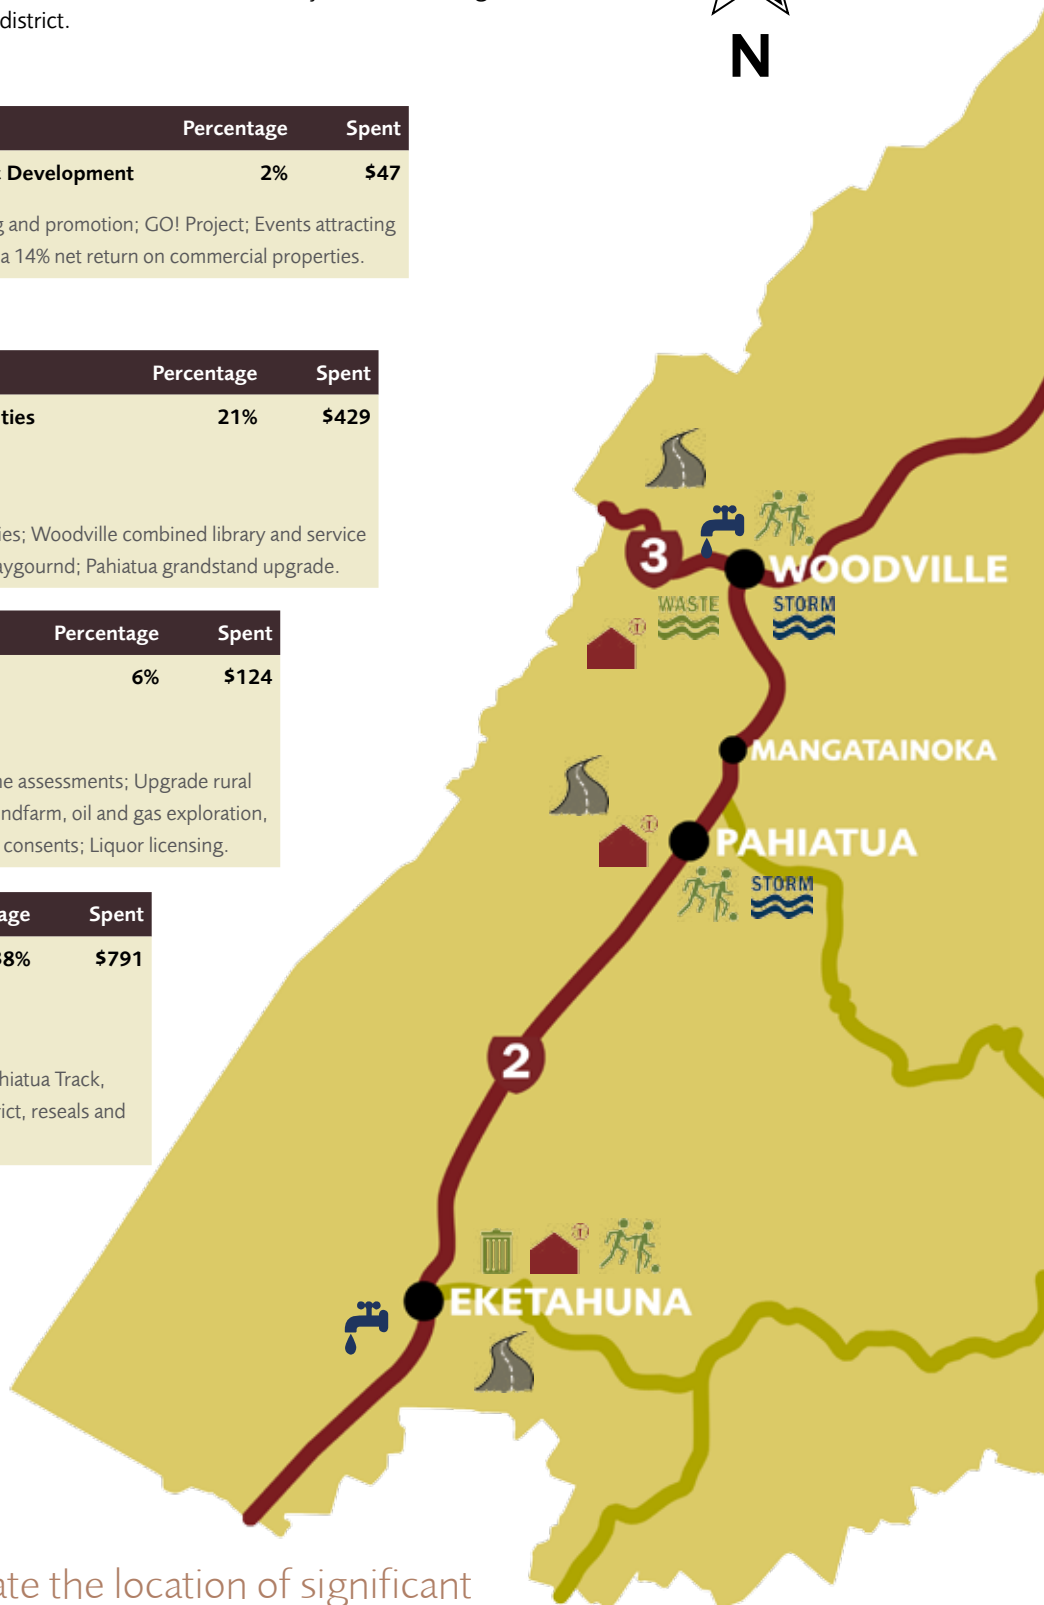 district.
N
Percentage Spent
Development 2% $47
and promotion; GO! Project; Events attracting
a 14% net return on commercial properties.
Percentage Spent
ties 21% $429
ies; Woodville combined library and service
aygournd; Pahiatua grandstand upgrade.
Percentage Spent
6% $124
ne assessments; Upgrade rural
ndfarm, oil and gas exploration,
consents; Liquor licensing.
age Spent
8% $791
hiatua Track,
rict, reseals and
3
WOODVILLE
WASTE
STORM
MANGATAINOKA
PAHIATUA
STORM
2
EKETAHUNA
ate the location of significant